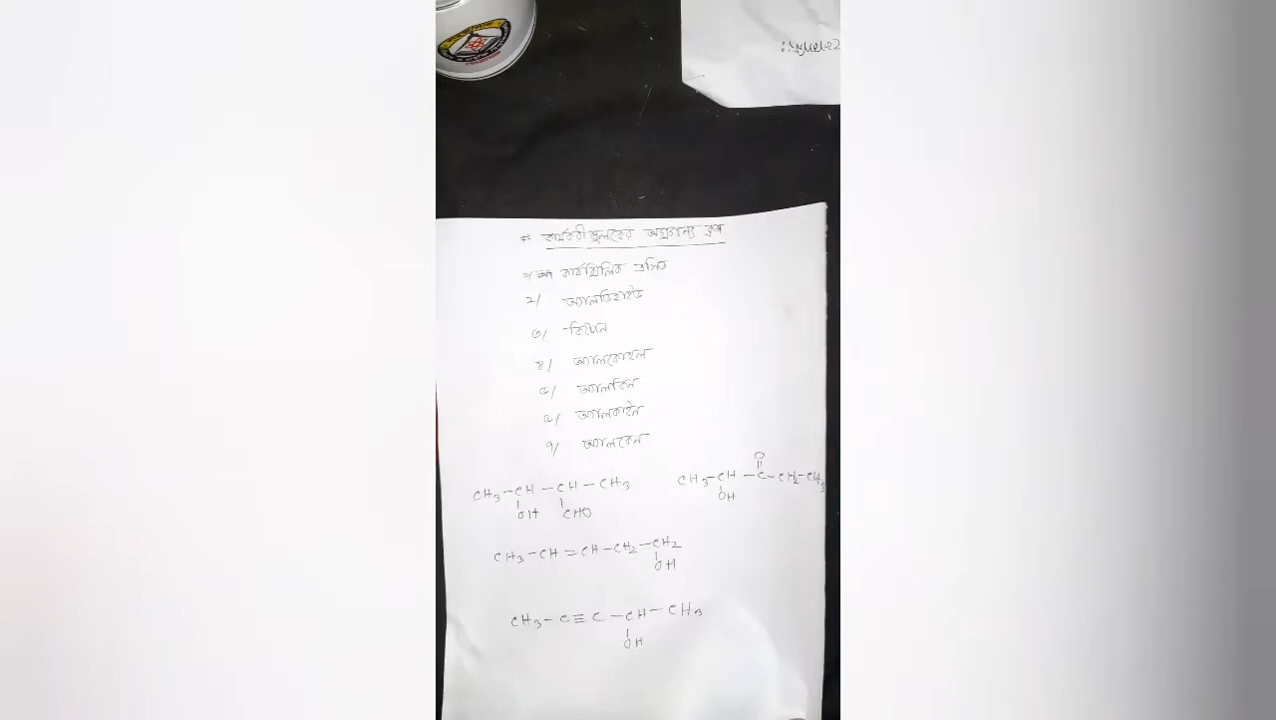 # কার্যকরীমূলকের অগ্রগণ্য ক্রম
১/ কার্বক্সিলিক এসিড
২/ অ্যালডিহাইড
৩/ কিটোন
৪/ অ্যালকোহল
৫/ অ্যালকিন
৬/ অ্যালকাইন
৭/ অ্যালকেন
CH3-CH-CH-CH3
OH CHO
O
CH3-CH-C-CH2-CH3
OH
CH3-CH=CH-CH2-CH2
OH
CH3-C≡C-CH-CH3
OH